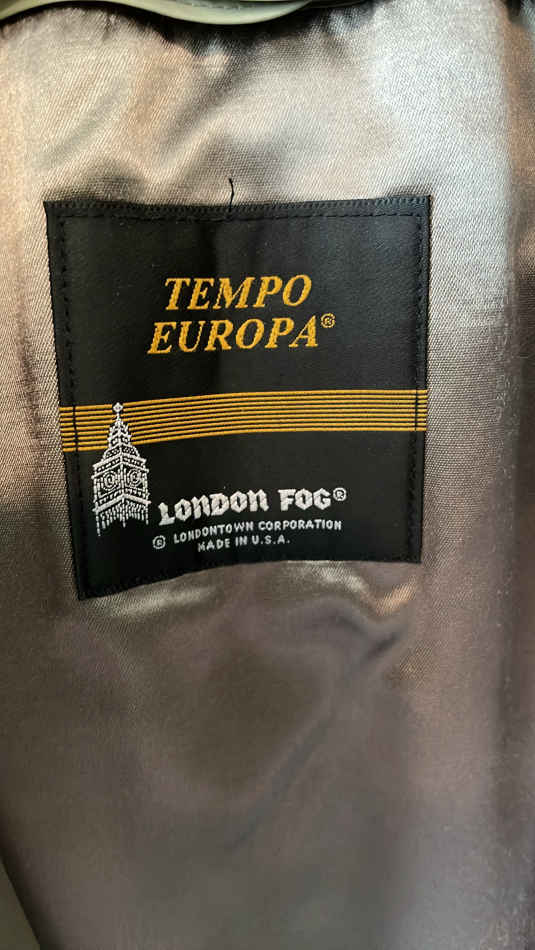 TEMPO
EUROPA®
LONDON FOG®
® LONDONTOWN CORPORATION
MADE IN U.S.A.